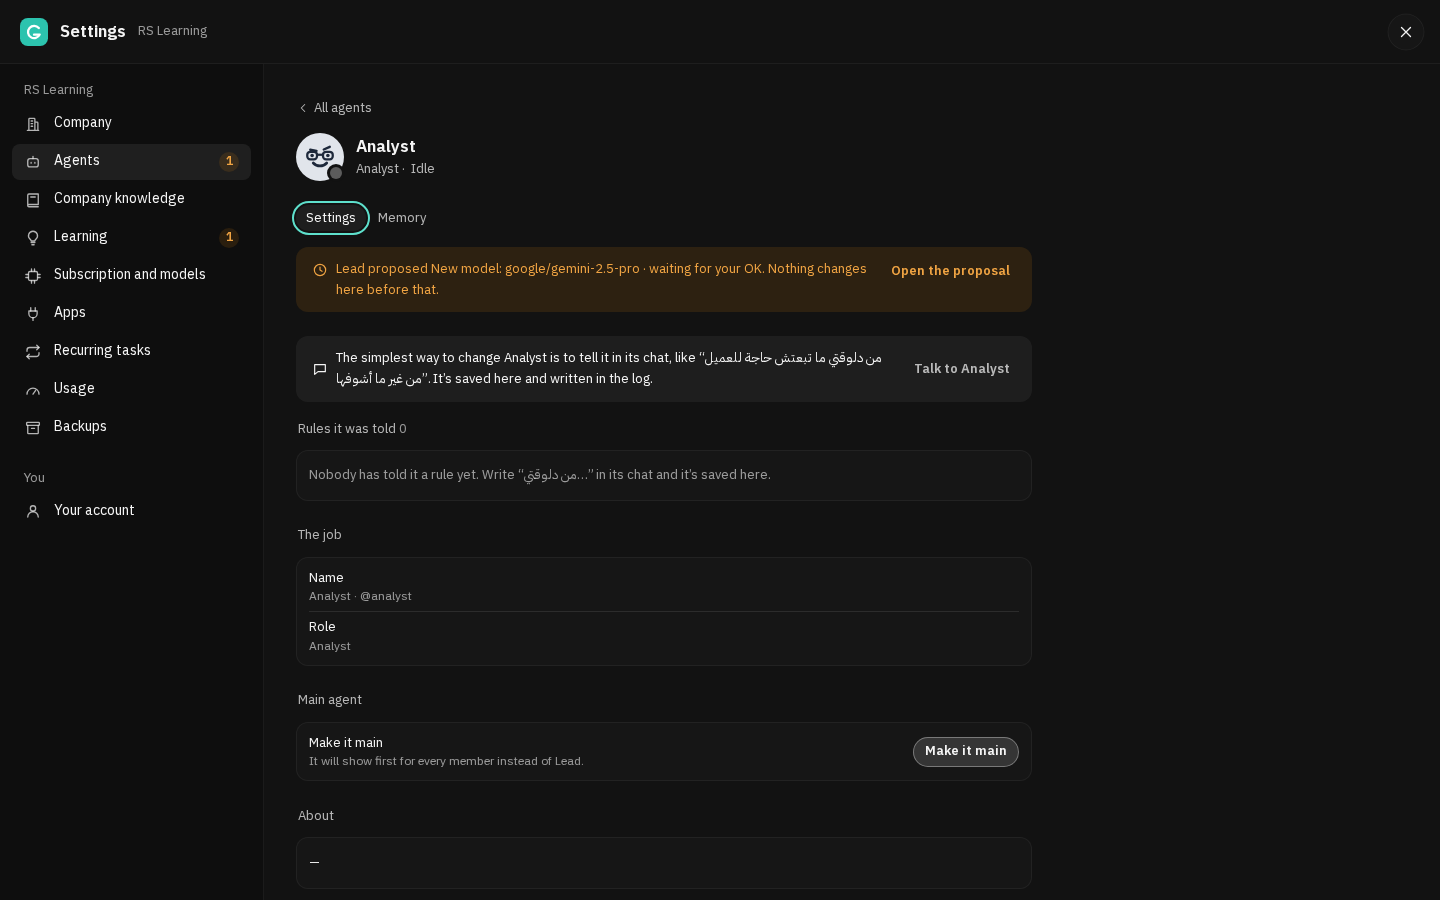 Settings RS Learning
RS Learning
Company
Agents 1
Company knowledge
Learning 1
Subscription and models
Apps
Recurring tasks
Usage
Backups
You
Your account
All agents
Analyst
Analyst · Idle
Settings Memory
Lead proposed New model: google/gemini-2.5-pro · waiting for your OK. Nothing changes
here before that.
Open the proposal
The simplest way to change Analyst is to tell it in its chat, like “من دلوقتي ما تبعتش حاجة للعميل
من غير ما أشوفها”. It’s saved here and written in the log.
Talk to Analyst
Rules it was told 0
Nobody has told it a rule yet. Write “من دلوقتي…” in its chat and it’s saved here.
The job
Name
Analyst · @analyst
Role
Analyst
Main agent
Make it main
It will show first for every member instead of Lead.
Make it main
About
—